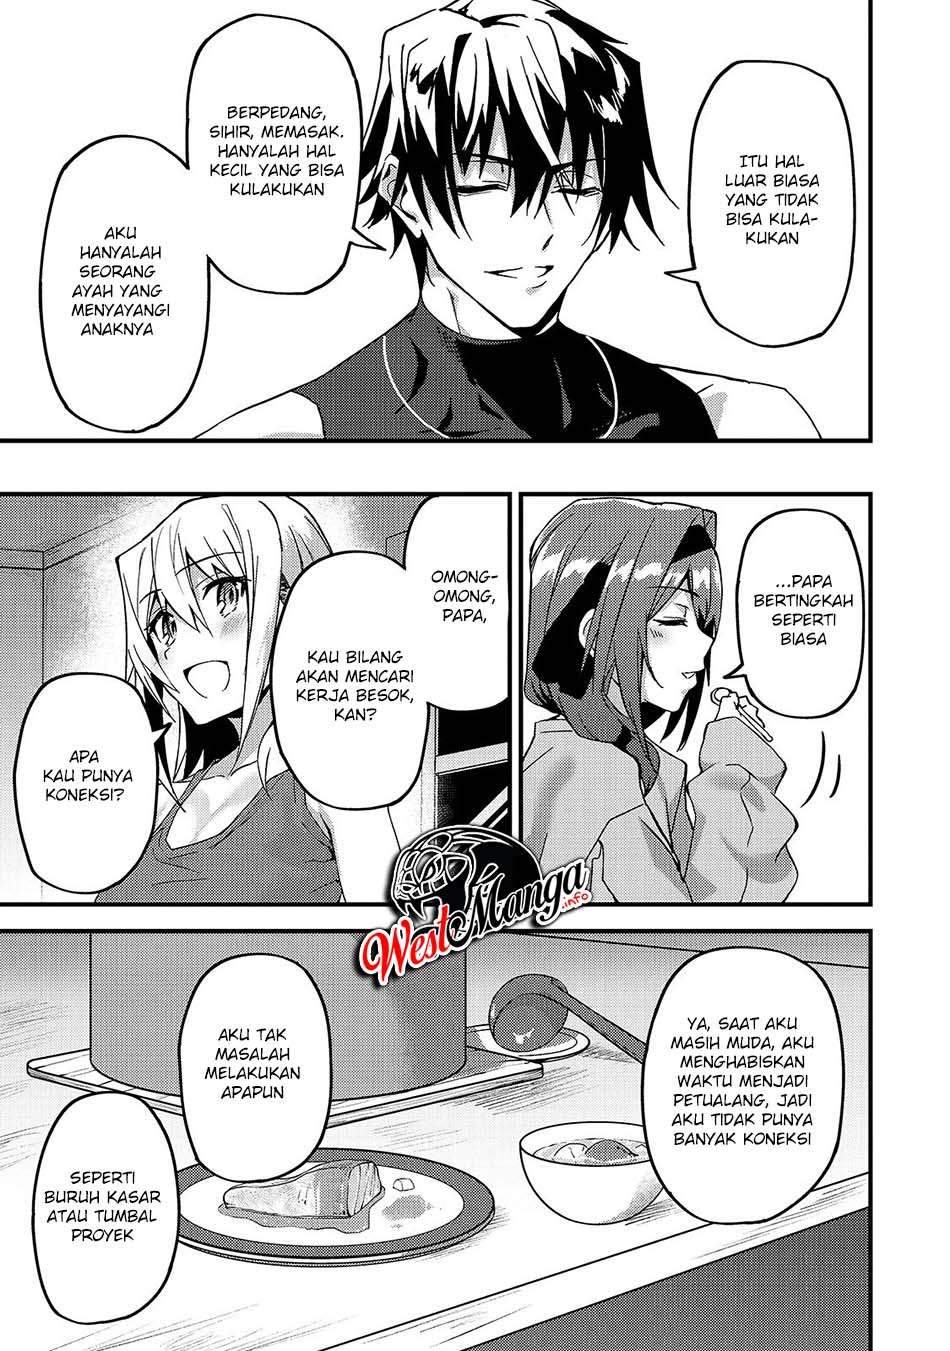 ITU HAL
LUAR BIASA
YANG TIDAK
BISA KULA-
KUKAN
BERPEDANG,
SIHIR, MEMASAK.
HANYALAH HAL
KECIL YANG BISA
KULAKUKAN
AKU
HANYALAH
SEORANG
AYAH YANG
MENYAYANGI
ANAKNYA
...PAPA
BERTINGKAH
SEPERTI
BIASA
OMONG-
OMONG,
PAPA,
KAU BILANG
AKAN MENCARI
KERJA BESOK,
KAN?
APA
KAU PUNYA
KONEKSI?
WestManga
.info
YA, SAAT AKU
MASIH MUDA, AKU
MENGHABISKAN
WAKTU MENJADI
PETUALANG, JADI
AKU TIDAK PUNYA
BANYAK KONEKSI
AKU TAK
MASALAH
MELAKUKAN
APAPUN
SEPERTI
BURUH KASAR
ATAU TUMBAL
PROYEK